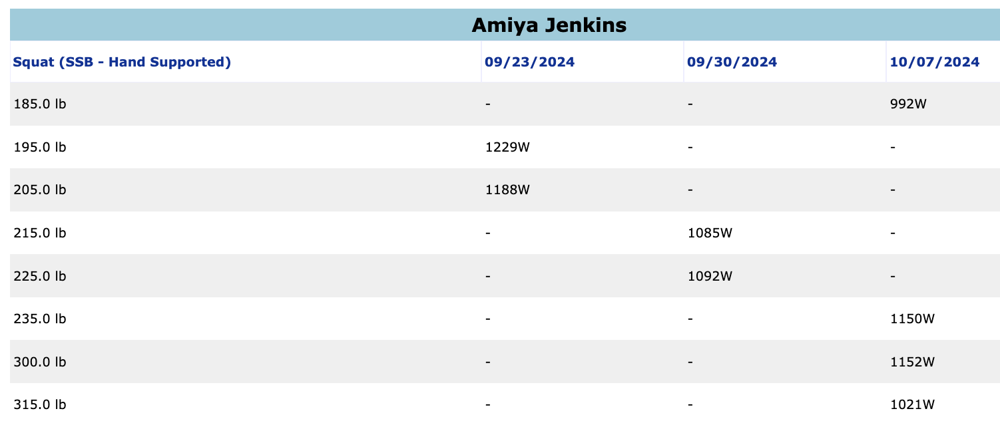 Amiya Jenkins
Squat (SSB - Hand Supported) 09/23/2024 09/30/2024 10/07/2024
185.0 lb - - 992W
195.0 lb 1229W - -
205.0 lb 1188W - -
215.0 lb - 1085W -
225.0 lb - 1092W -
235.0 lb - - 1150W
300.0 lb - - 1152W
315.0 lb - - 1021W